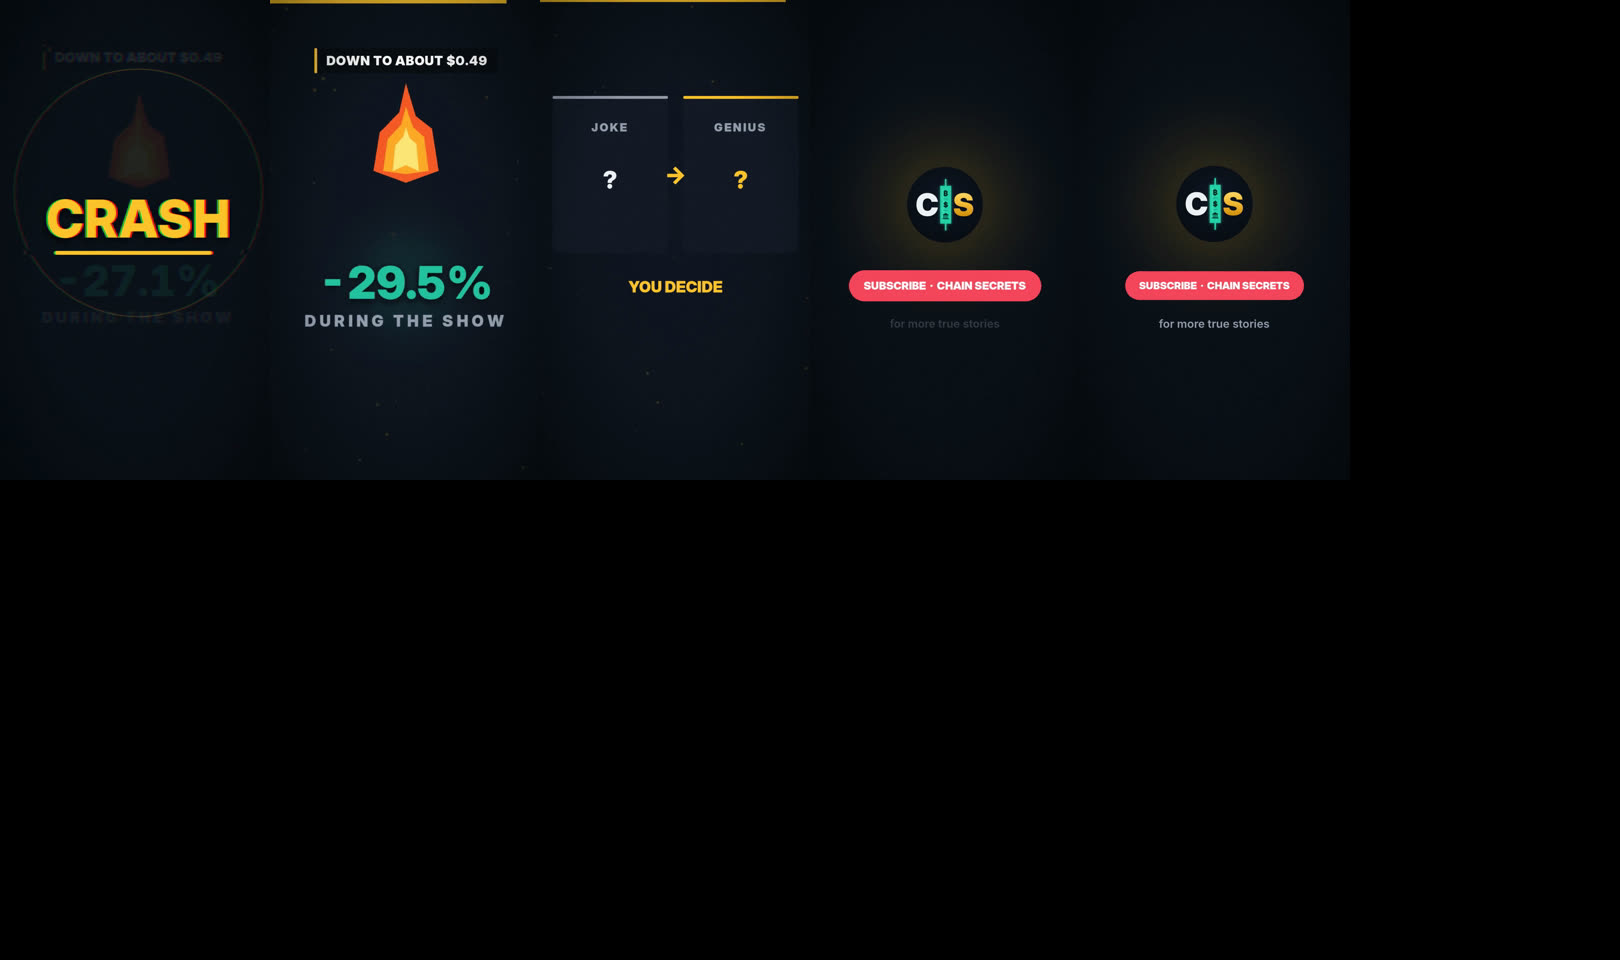 DOWN TO ABOUT $0.49
CRASH
-27.1%
DURING THE SHOW
DOWN TO ABOUT $0.49
-29.5%
DURING THE SHOW
JOKE
?
→
GENIUS
?
YOU DECIDE
C S
SUBSCRIBE · CHAIN SECRETS
for more true stories
C S
SUBSCRIBE · CHAIN SECRETS
for more true stories